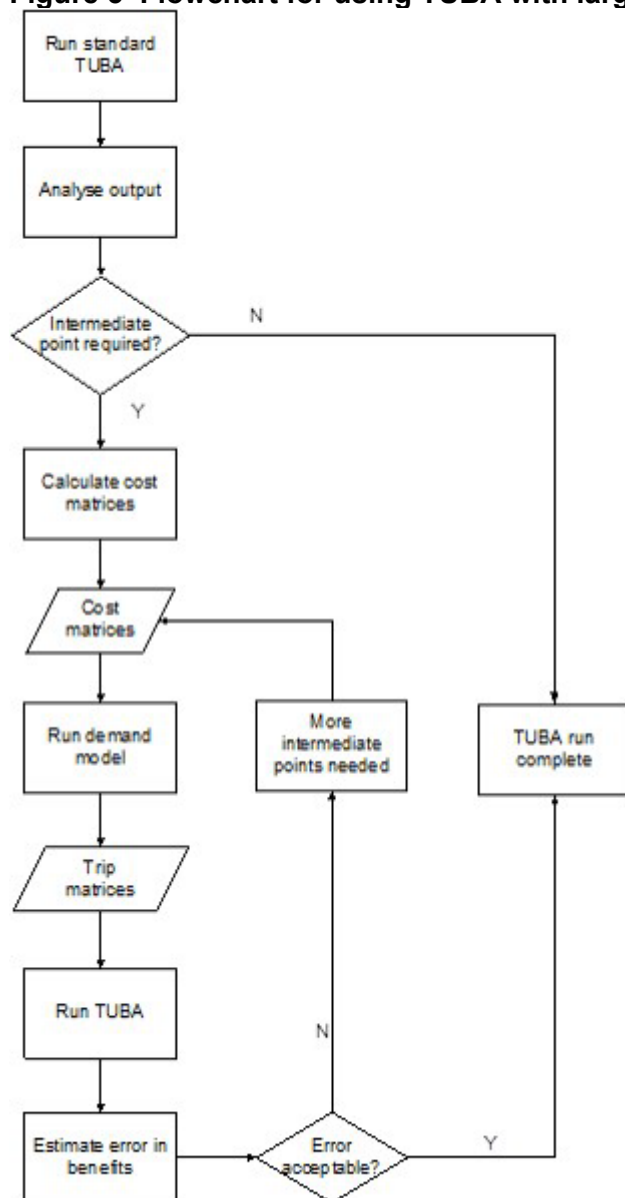 Run standard
TUBA
Analyse output
Intermediate
point required?
N
Y
Calculate cost
matrices
Cost
matrices
Run demand
model
More
intermediate
points needed
TUBA run
complete
Trip
matrices
Run TUBA
N
Estimate error in
benefits
Error
acceptable?
Y